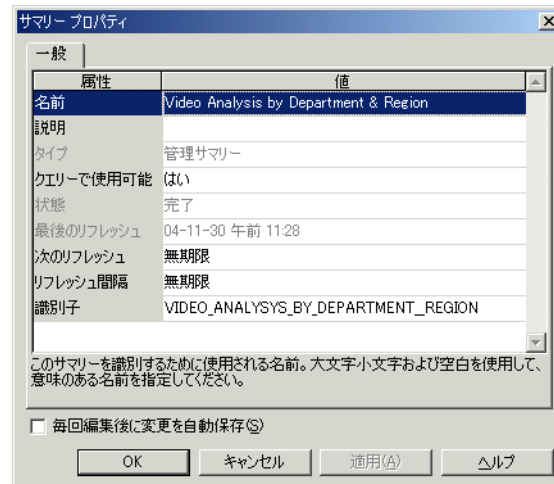 サマリー プロパティ
一般
属性 値
名前 Video Analysis by Department & Region
説明
タイプ 管理サマリー
クエリーで使用可能 はい
状態 完了
最後のリフレッシュ 04-11-30 午前 11:28
次のリフレッシュ 無期限
リフレッシュ間隔 無期限
識別子 VIDEO_ANALYSYS_BY_DEPARTMENT__REGION
このサマリーを識別するために使用される名前。大文字小文字および空白を使用して、
意味のある名前を指定してください。
毎回編集後に変更を自動保存(S)
OK キャンセル 適用(A) ヘルプ